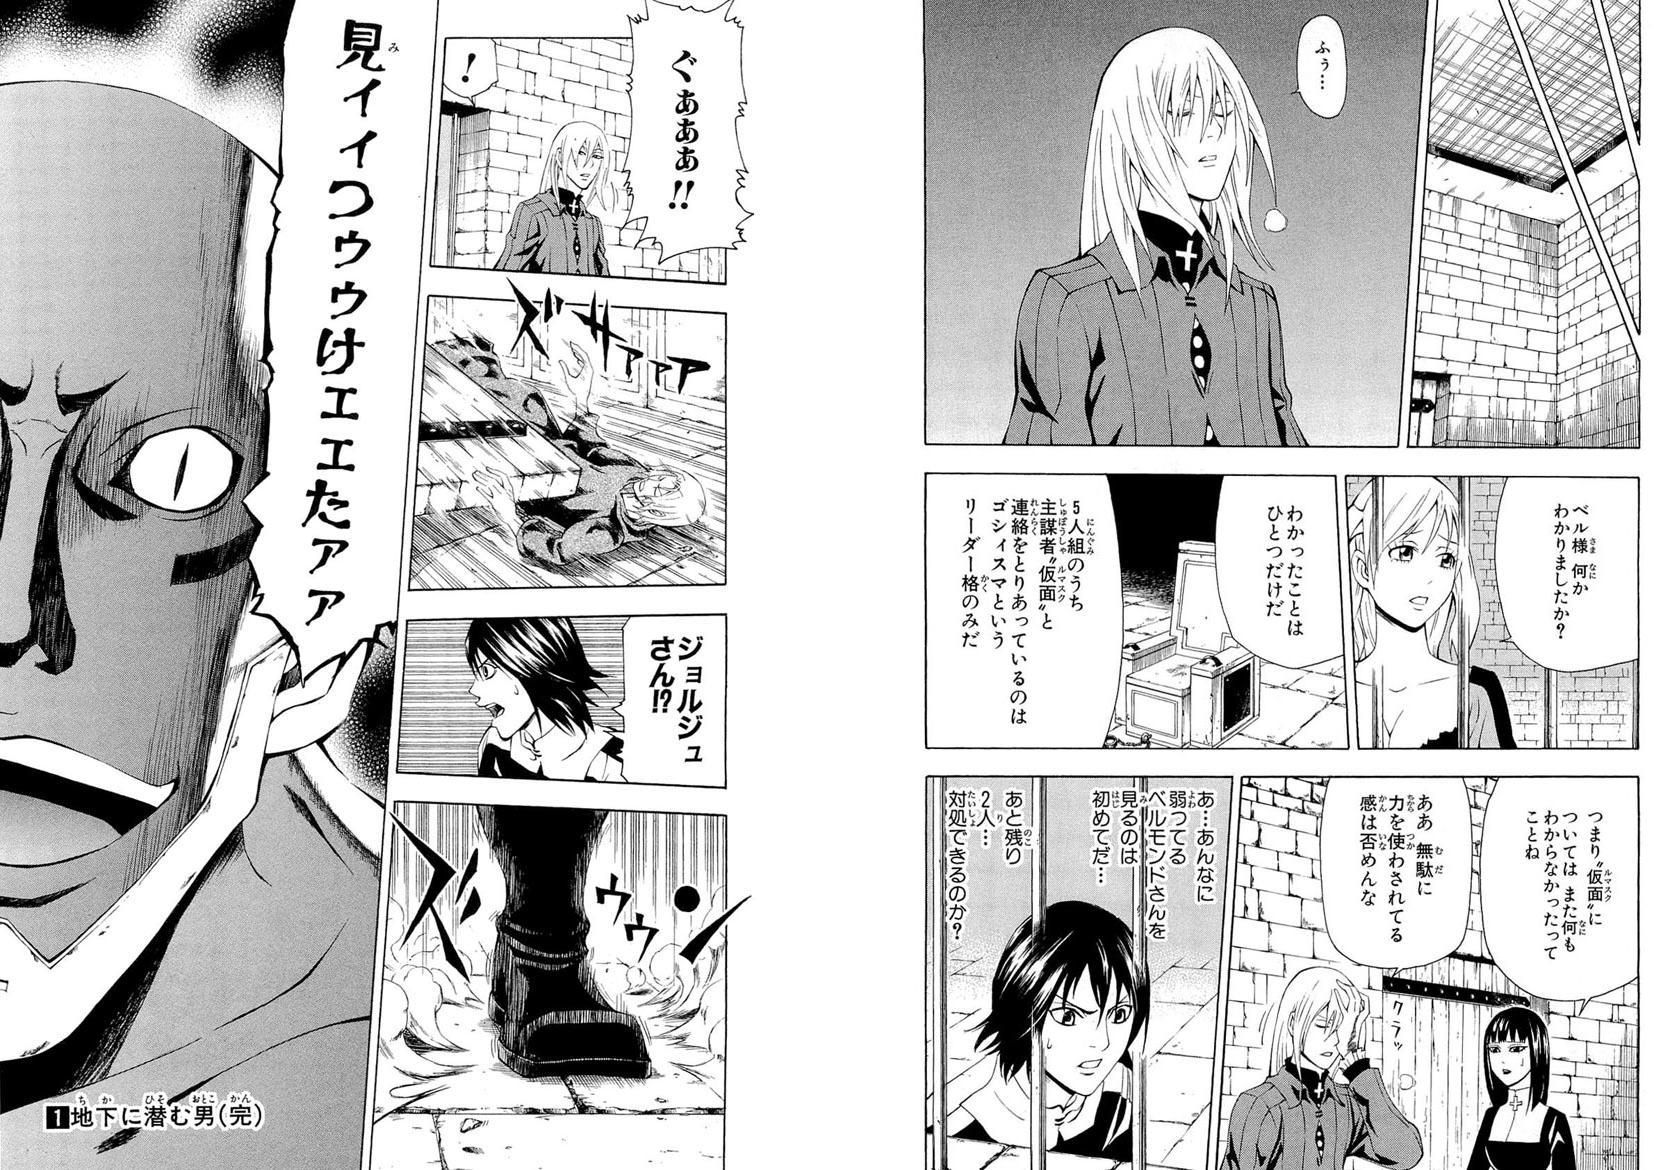 ふぅ…
ベル様 何か
わかりましたか?
わかったことは
ひとつだけだ
5人組のうち
主謀者〝仮面〟と
連絡をとりあっているのは
ゴシィスマという
リーダー格のみだ
つまり〝仮面〟に
ついては また何も
わからなかったって
ことね
ああ 無駄に
力を使わされてる
感は否めんな
クラッ
あ…あんなに
弱ってる
ベルモンドさんを
見るのは
初めてだ…
あと残り
2人…
対処できるのか?
ぐあああ!!
!
ズザァァァ
ジョルジュ
さん!?
ドゥゥン
見イイつゥゥけエエたァァァ
1 地下に潜む男(完)